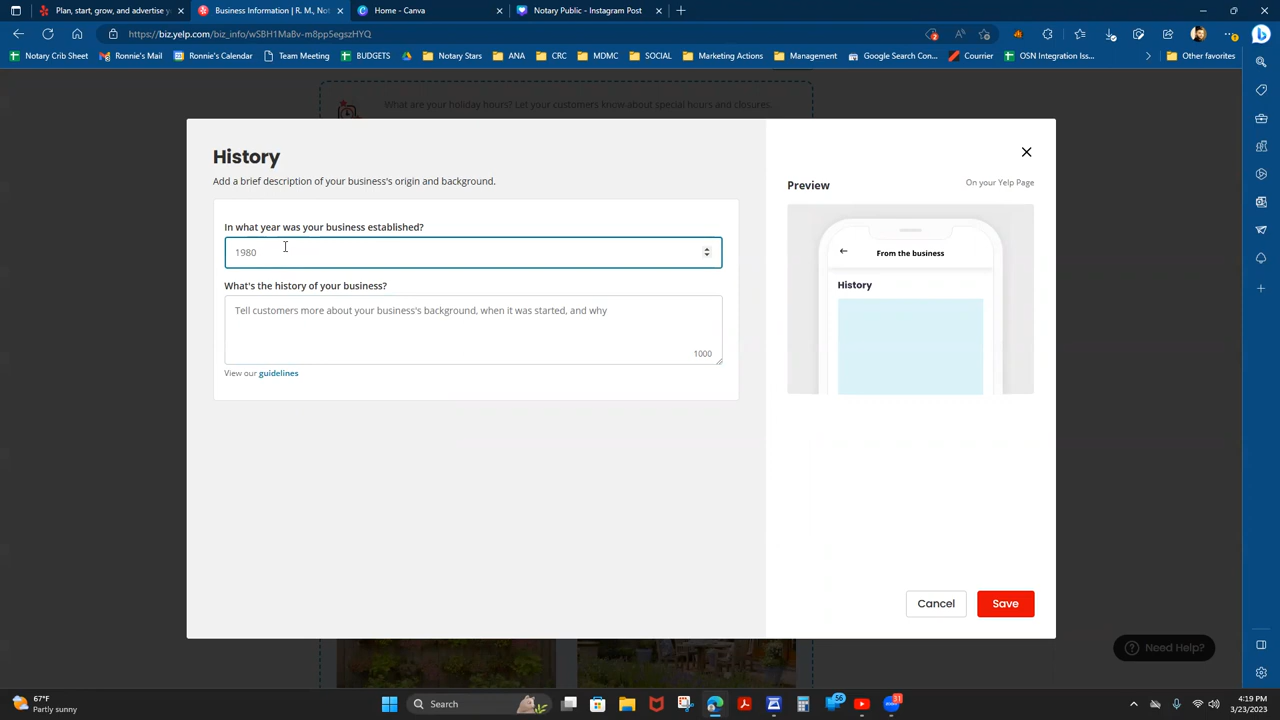 Plan, start, grow, and advertise y
Business Information | R. M., Not
Home - Canva
Notary Public - Instagram Post
https://biz.yelp.com/biz_info/wSBH1MaBv-m8ppSegszHYQ
2
Notary Crib Sheet
Ronnie's Mail
Ronnie's Calendar
Team Meeting
BUDGETS
Notary Stars
ANA
CRC
MDMC
SOCIAL
Marketing Actions
Management
Google Search Con...
Courier
OSN Integration Iss...
Other favorites
What are your holiday hours? Let your customers know about special hours and closures.
History
Add a brief description of your business's origin and background.
In what year was your business established?
1980
What's the history of your business?
Tell customers more about your business's background, when it was started, and why
1000
View our guidelines
Preview
On your Yelp Page
From the business
History
Cancel
Save
Need Help?
67°F
Partly sunny
Search
56
31
4:19 PM
3/23/2023